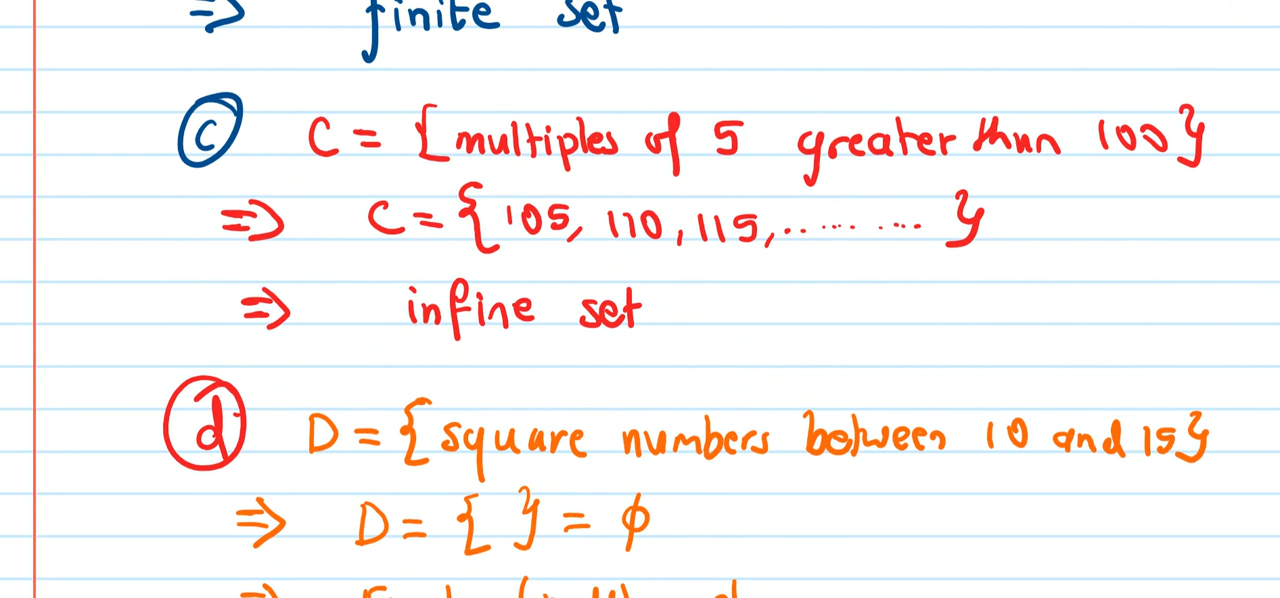 => finite set
(c) C = {multiples of 5 greater than 100}
=> C = {105, 110, 115, ......... }
=> infine set
(d) D = {square numbers between 10 and 15}
=> D = { } = ϕ
=>